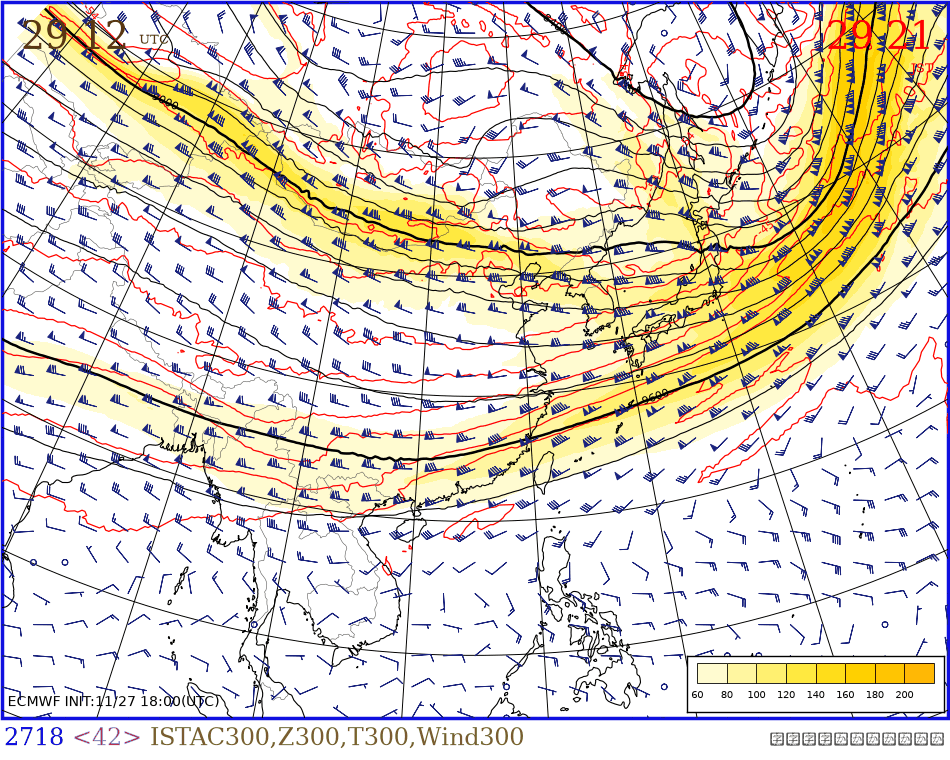 29 12 UTC
29 21
JST
9000
9600
60 80 100 120 140 160 180 200
ECMWF INIT:11/27 18:00(UTC)
2718 <42> ISTAC300,Z300,T300,Wind300